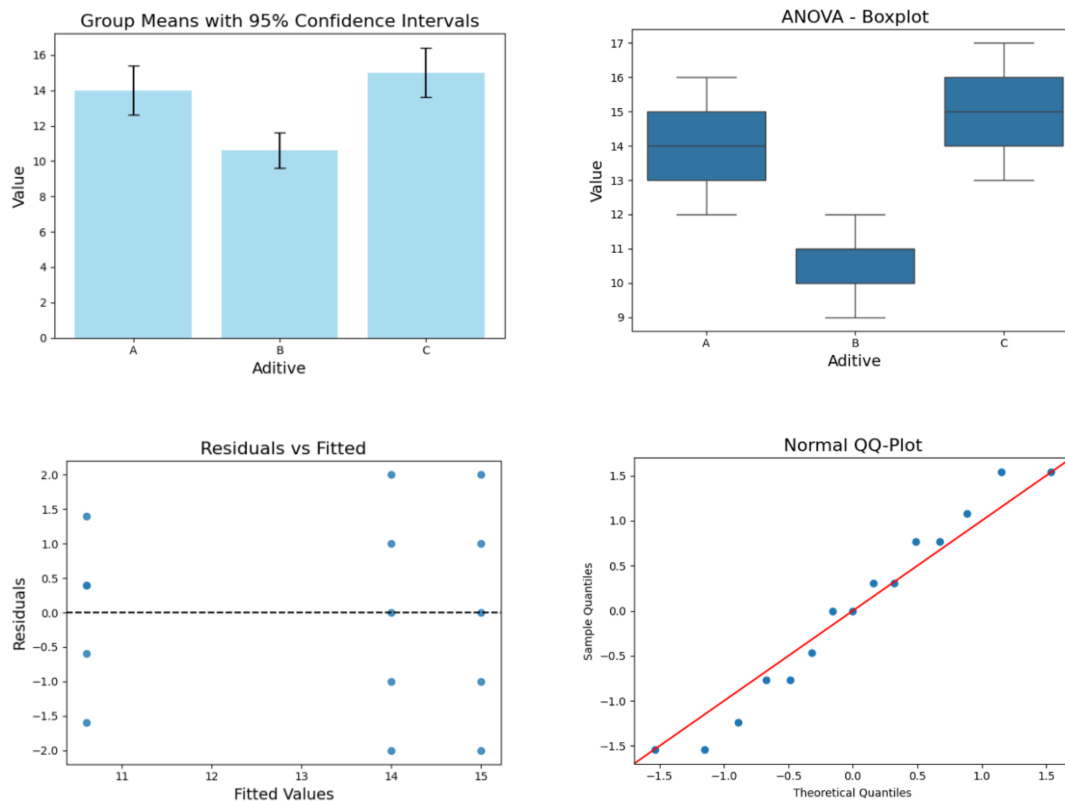 Group Means with 95% Confidence Intervals
16
14
12
10
8
6
4
2
0
Value
A B C
Aditive
ANOVA - Boxplot
17
16
15
14
13
12
11
10
9
Value
A B C
Aditive
Residuals vs Fitted
2.0
1.5
1.0
0.5
0.0
−0.5
−1.0
−1.5
−2.0
Residuals
11 12 13 14 15
Fitted Values
Normal QQ-Plot
1.5
1.0
0.5
0.0
−0.5
−1.0
−1.5
Sample Quantiles
−1.5 −1.0 −0.5 0.0 0.5 1.0 1.5
Theoretical Quantiles